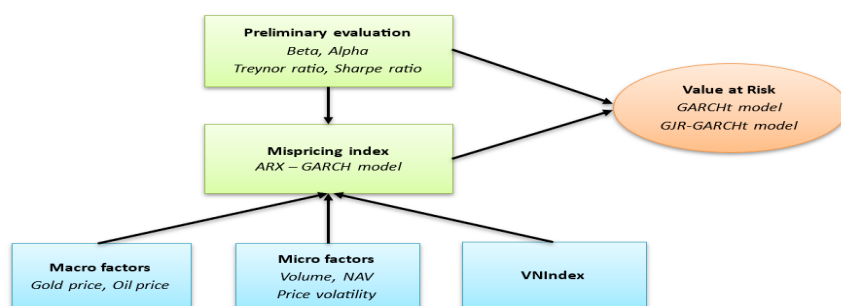 Preliminary evaluation
Beta, Alpha
Treynor ratio, Sharpe ratio
Value at Risk
GARCHt model
GJR-GARCHt model
Mispricing index
ARX – GARCH model
Macro factors
Gold price, Oil price
Micro factors
Volume, NAV
Price volatility
VNIndex